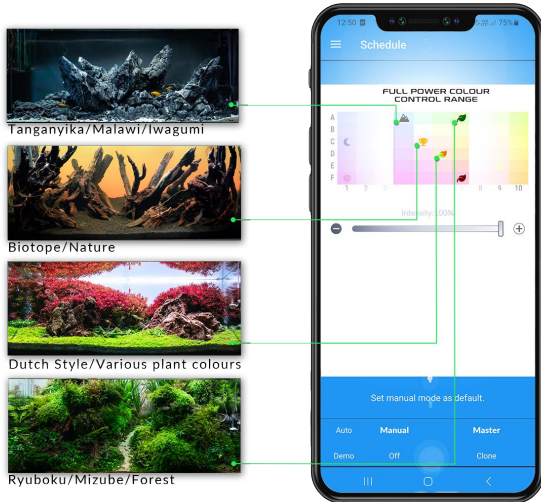 12:50 75%
Schedule
FULL POWER COLOUR
CONTROL RANGE
A
B
C
D
E
F
1 2 3 8 9 10
Intensity:100%
Set manual mode as default.
Auto Manual Master
Demo Off Clone
Tanganyika/Malawi/Iwagumi
Biotope/Nature
Dutch Style/Various plant colours
Ryuboku/Mizube/Forest